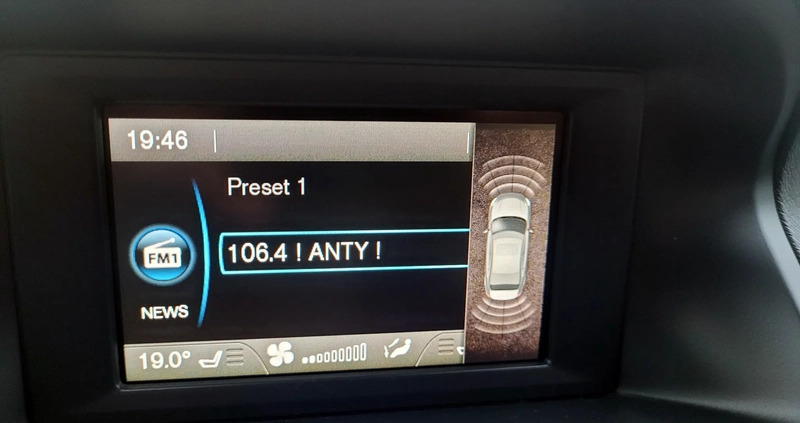 19:46
Preset 1
106.4 ! ANTY !
FM1
NEWS
19.0°